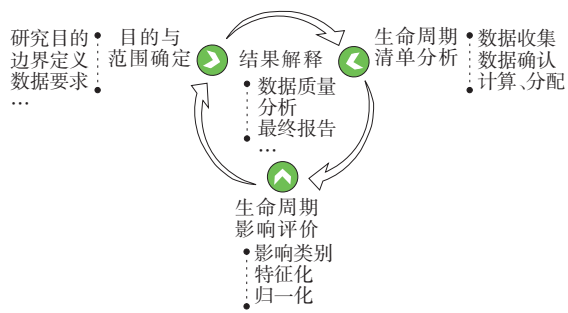 研究目的
边界定义
数据要求
…
目的与
范围确定
结果解释
数据质量
分析
最终报告
…
生命周期
清单分析
数据收集
数据确认
计算、分配
生命周期
影响评价
影响类别
特征化
归一化